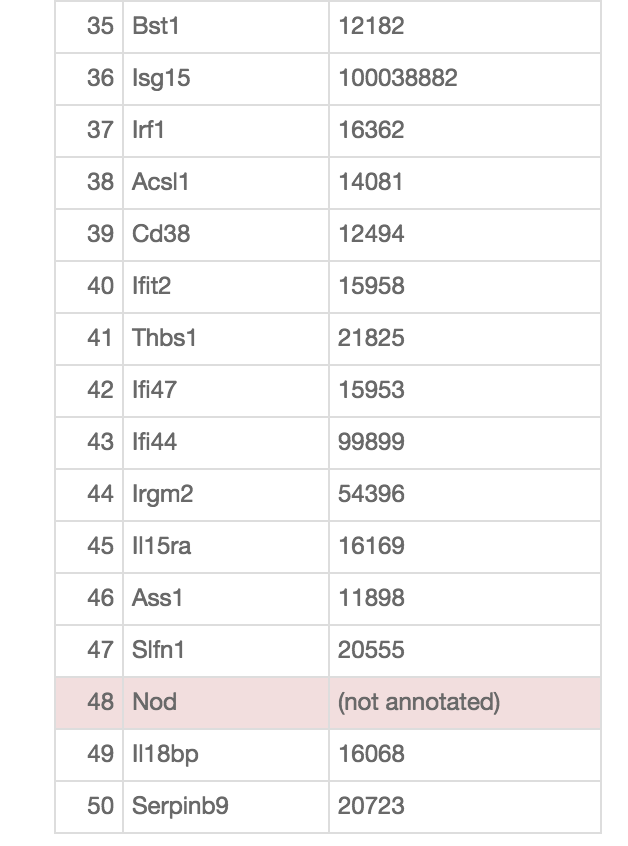 35 Bst1 12182
36 Isg15 100038882
37 Irf1 16362
38 Acsl1 14081
39 Cd38 12494
40 Ifit2 15958
41 Thbs1 21825
42 Ifi47 15953
43 Ifi44 99899
44 Irgm2 54396
45 Il15ra 16169
46 Ass1 11898
47 Slfn1 20555
48 Nod (not annotated)
49 Il18bp 16068
50 Serpinb9 20723